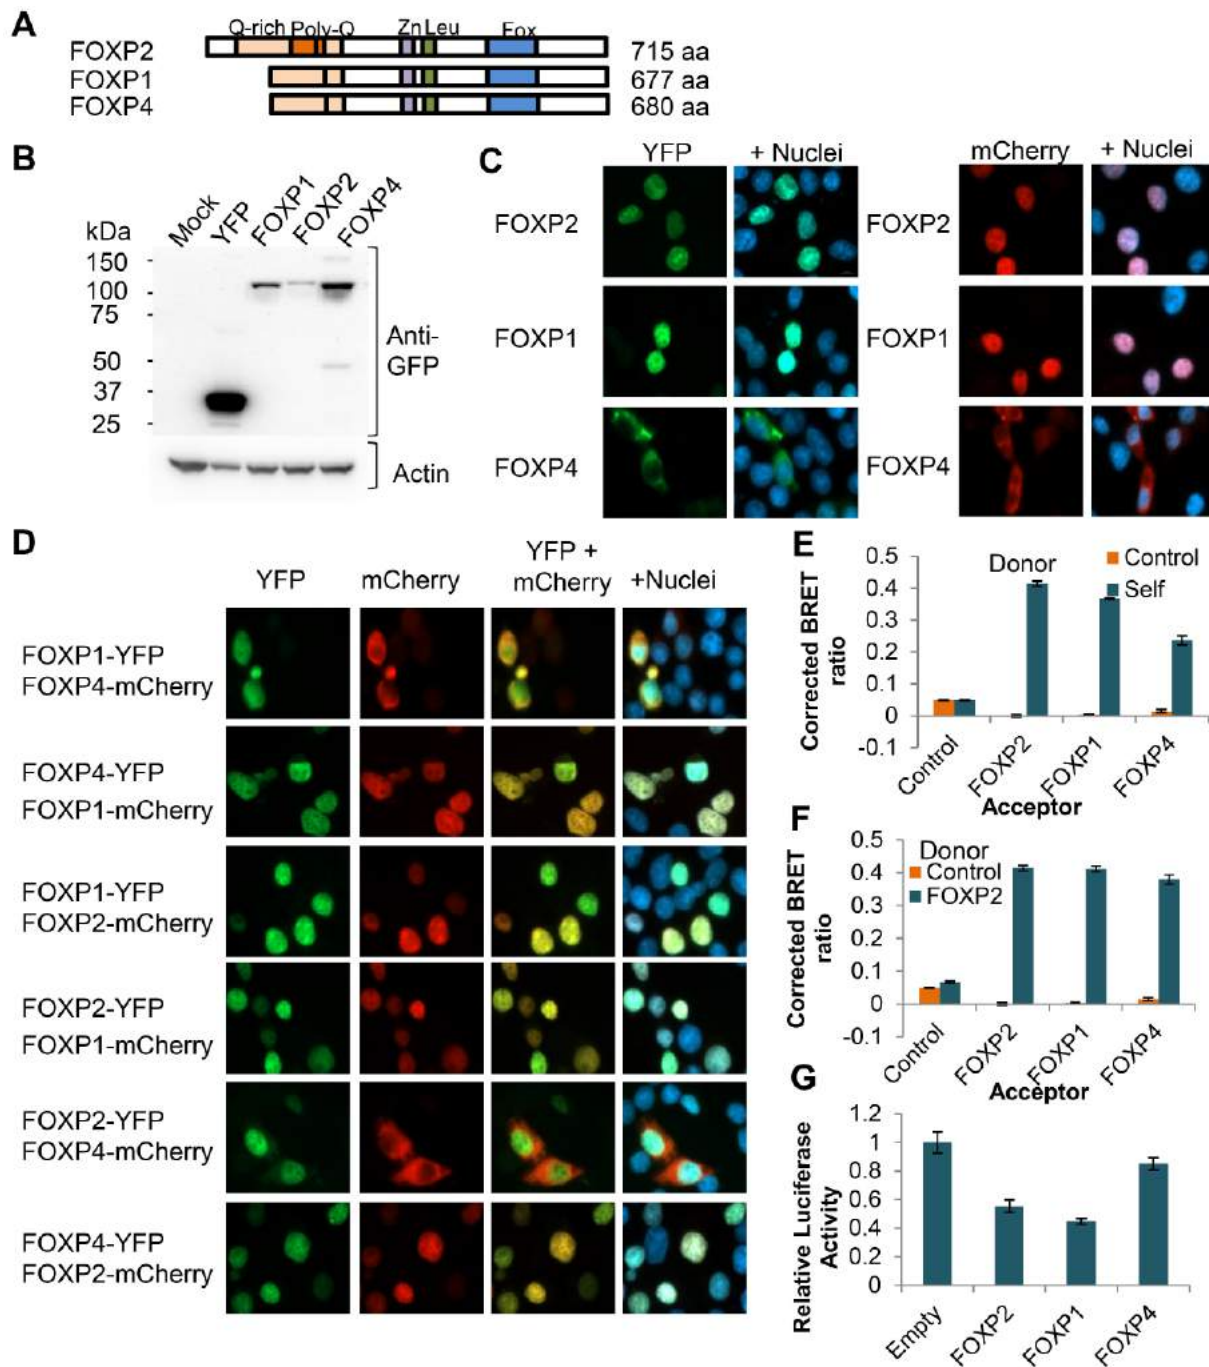 A
Q-rich Poly-Q Zn Leu Fox
FOXP2 715 aa
FOXP1 677 aa
FOXP4 680 aa
B
Mock YFP FOXP1 FOXP2 FOXP4
kDa
150
100
75
50
37
25
Anti-
GFP
Actin
C
YFP + Nuclei mCherry + Nuclei
FOXP2 FOXP2
FOXP1 FOXP1
FOXP4 FOXP4
D
YFP mCherry YFP + mCherry +Nuclei
FOXP1-YFP
FOXP4-mCherry
FOXP4-YFP
FOXP1-mCherry
FOXP1-YFP
FOXP2-mCherry
FOXP2-YFP
FOXP1-mCherry
FOXP2-YFP
FOXP4-mCherry
FOXP4-YFP
FOXP2-mCherry
E
Corrected BRET
ratio
0.5
0.4
0.3
0.2
0.1
0
-0.1
Donor
Control
Self
Control FOXP2 FOXP1 FOXP4
Acceptor
F
Corrected BRET
ratio
0.5
0.4
0.3
0.2
0.1
0
-0.1
Donor
Control
FOXP2
Control FOXP2 FOXP1 FOXP4
Acceptor
G
Relative Luciferase
Activity
1.2
1
0.8
0.6
0.4
0.2
0
Empty FOXP2 FOXP1 FOXP4